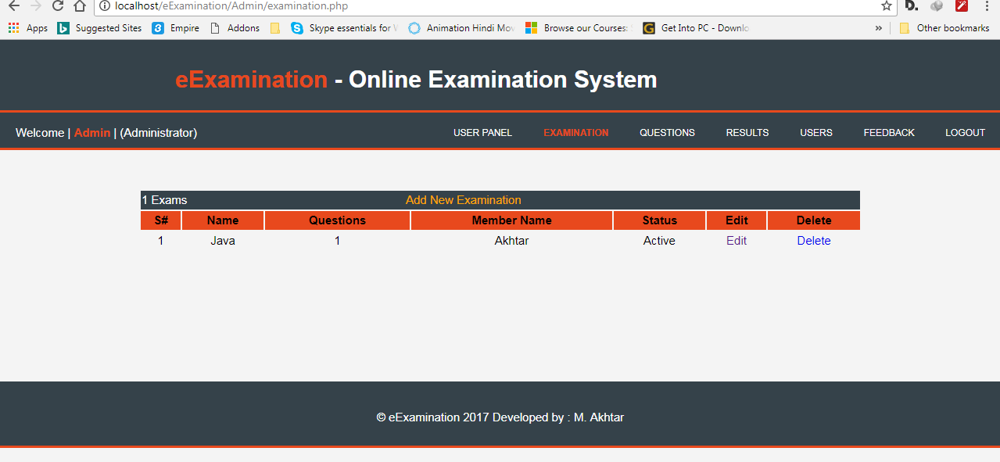 localhost/eExamination/Admin/examination.php
Apps Suggested Sites Empire Addons Skype essentials for Animation Hindi Browse our Courses: Get Into PC - » Other bookmarks
eExamination - Online Examination System
Welcome | Admin | (Administrator) USER PANEL EXAMINATION QUESTIONS RESULTS USERS FEEDBACK LOGOUT
1 Exams Add New Examination
S# Name Questions Member Name Status Edit Delete
1 Java 1 Akhtar Active Edit Delete
© eExamination 2017 Developed by : M. Akhtar